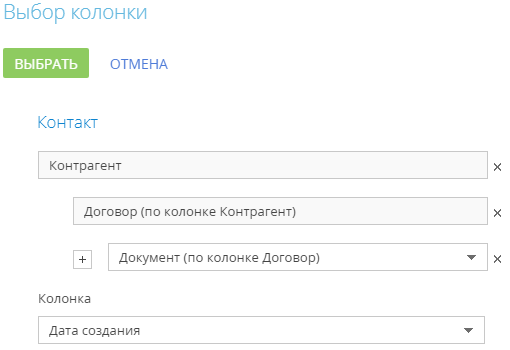 Выбор колонки
ВЫБРАТЬ ОТМЕНА
Контакт
Контрагент
Договор (по колонке Контрагент)
Документ (по колонке Договор)
Колонка
Дата создания